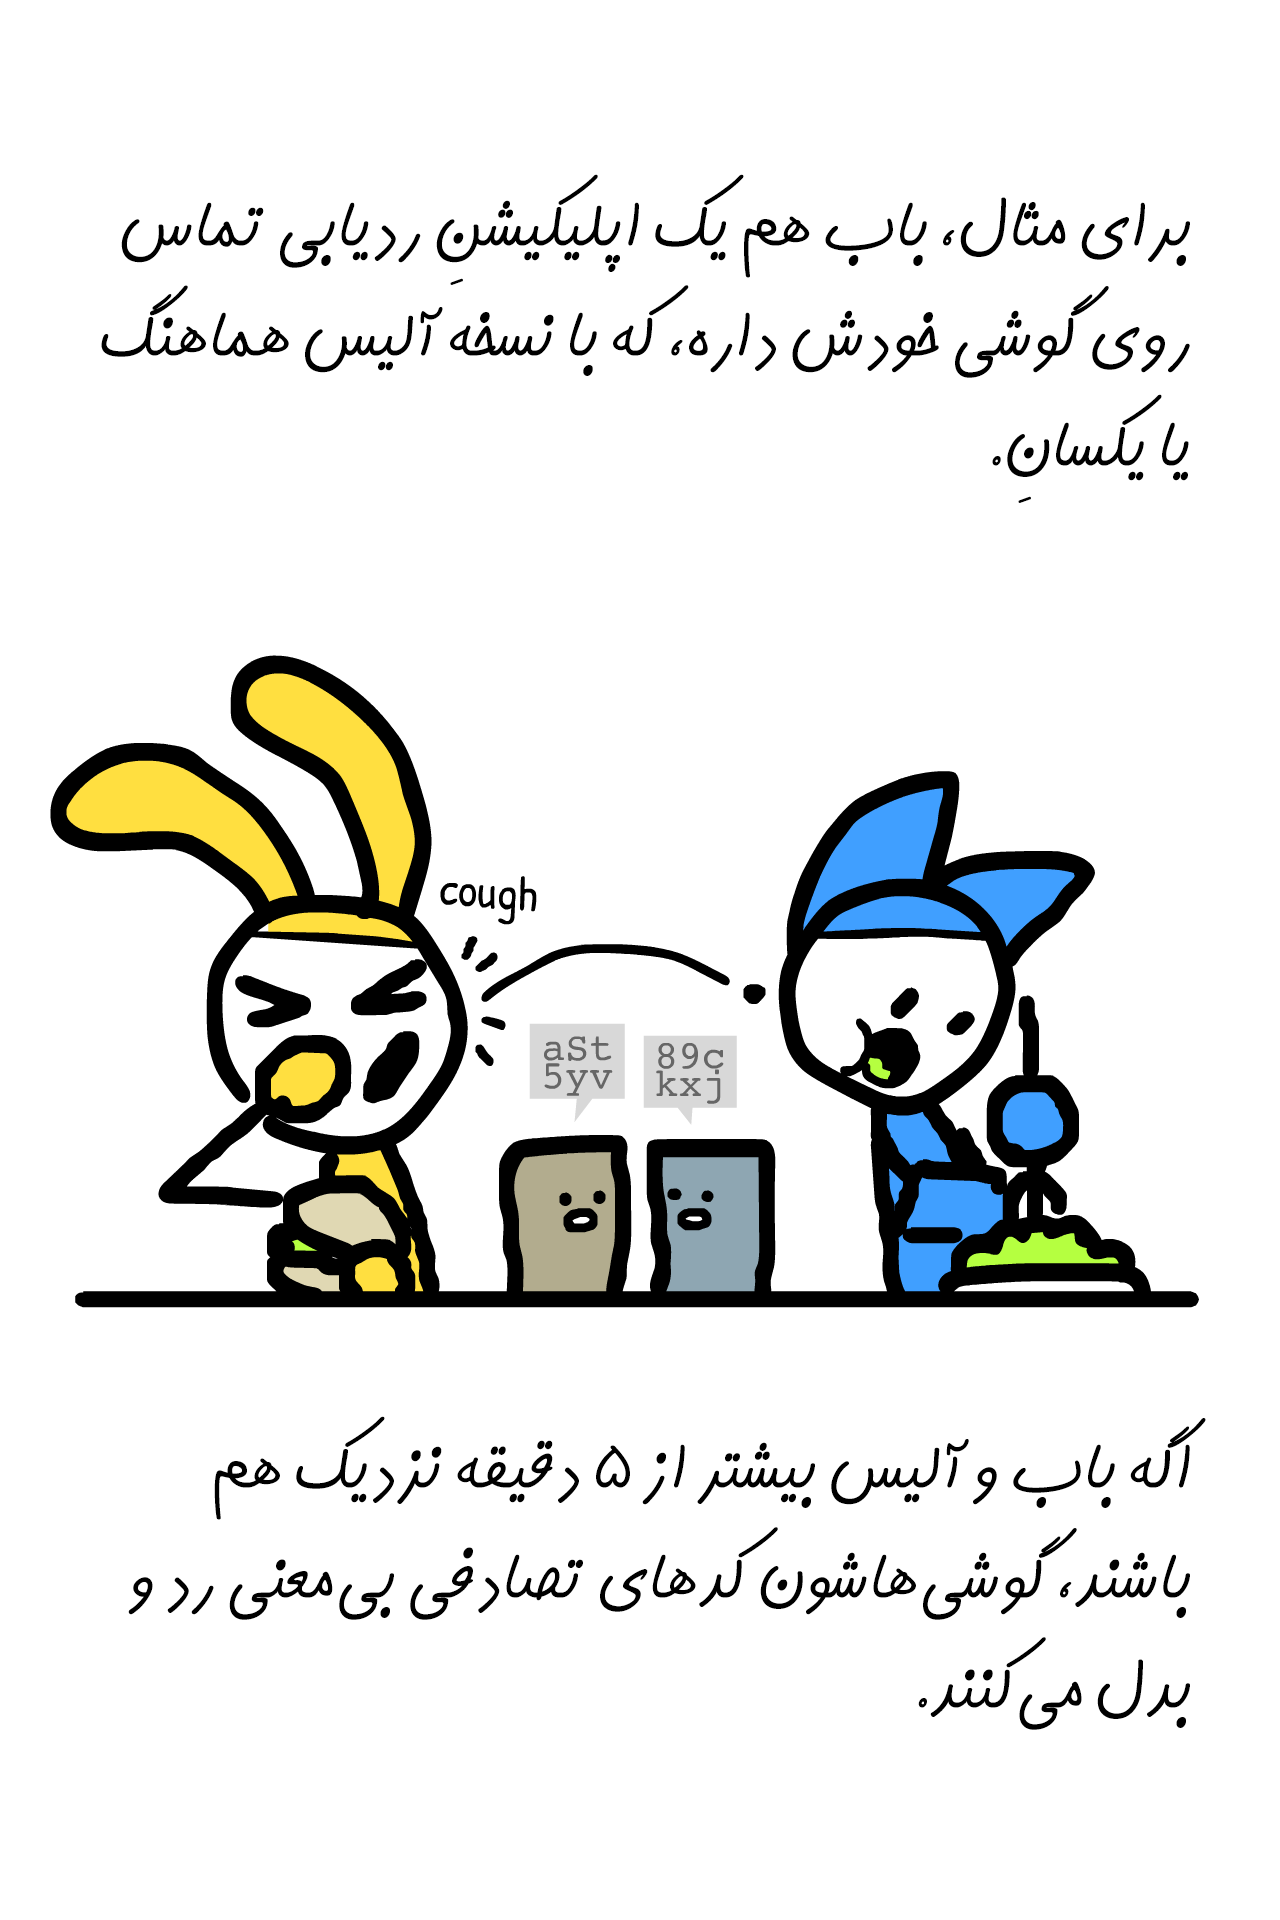 برای مثال، باب هم یک اپلیکیشنِ ردیابی تماس
روی گوشی خودش داره، که با نسخه آلیس هماهنگ
یا یکسانِ.
cough
aSt
5yv
89c
kxj
اگه باب و آلیس بیشتر از ۵ دقیقه نزدیک هم
باشند، گوشی‌هاشون کدهای تصادفی بی‌معنی رد و
بدل می‌کنند.